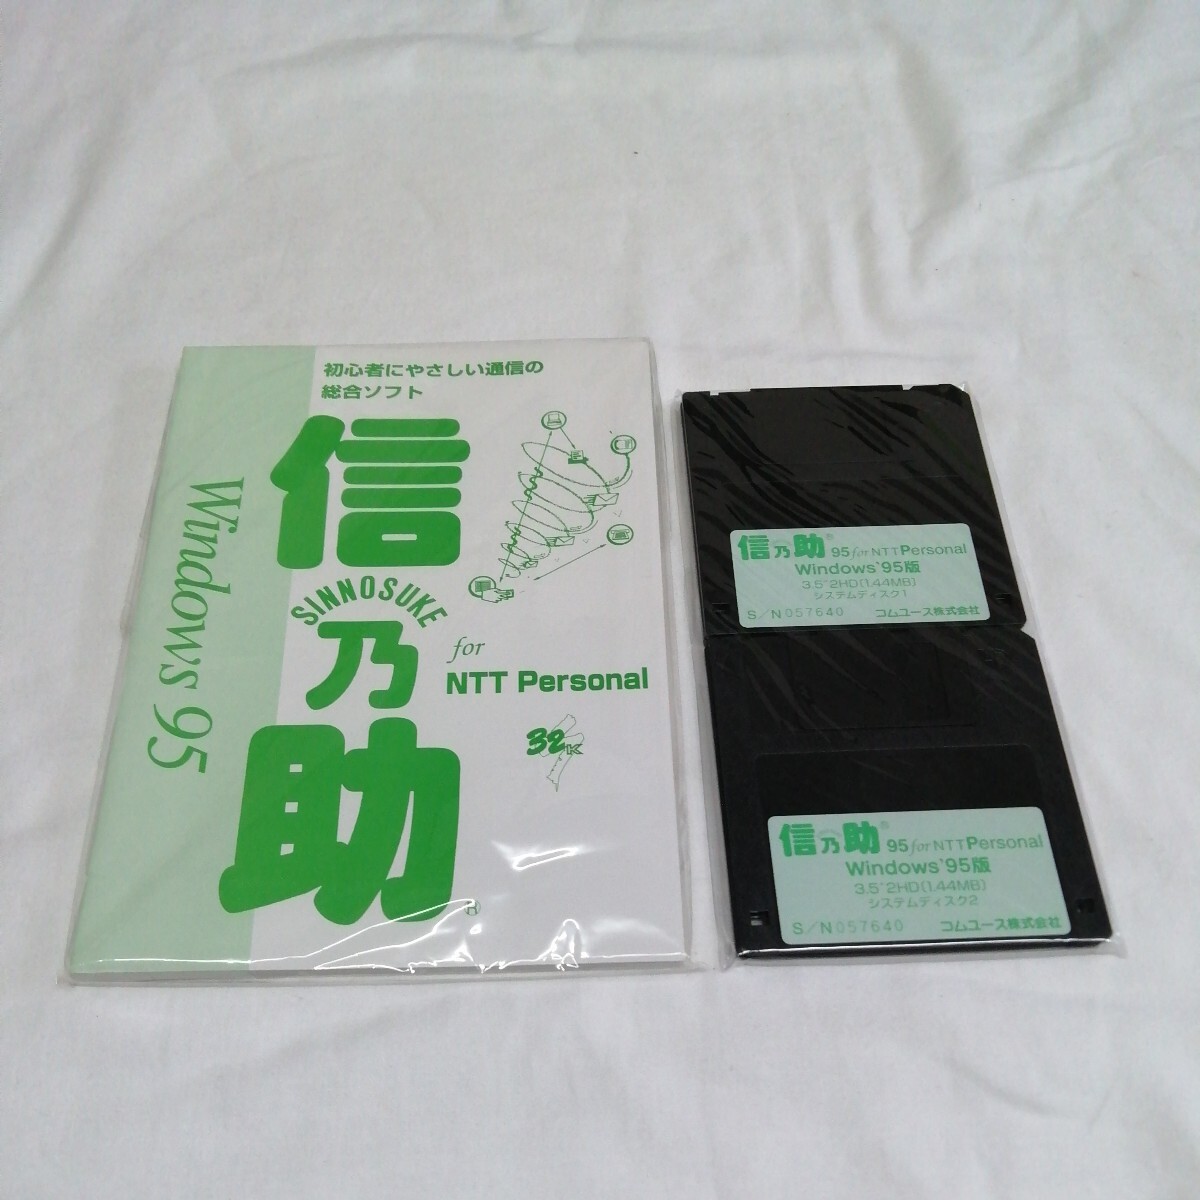 初心者にやさしい通信の
総合ソフト
Windows 95
信乃助
SINNOSUKE
for
NTT Personal
32K
信乃助® 95 for NTT Personal
Windows'95版
3.5"2HD(1.44MB)
システムディスク1
S/N 057640 コムユース株式会社
信乃助® 95 for NTT Personal
Windows'95版
3.5"2HD(1.44MB)
システムディスク2
S/N 057640 コムユース株式会社